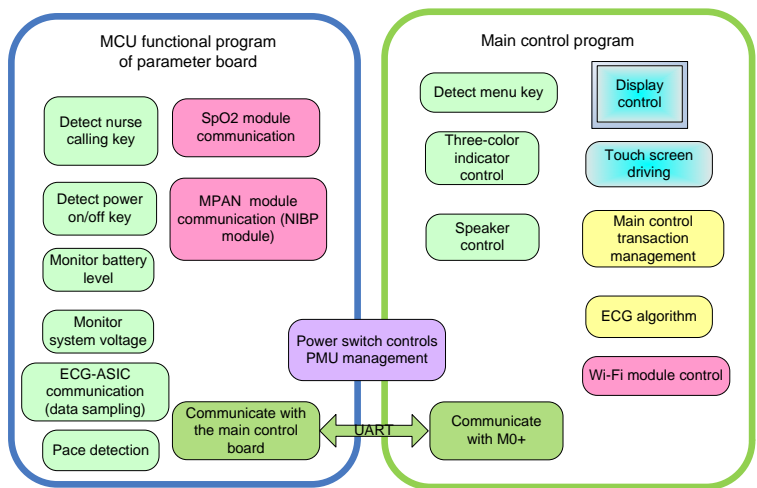 MCU functional program
of parameter board
Detect nurse
calling key
SpO2 module
communication
Detect power
on/off key
MPAN module
communication (NIBP
module)
Monitor battery
level
Monitor
system voltage
ECG-ASIC
communication
(data sampling)
Pace detection
Communicate with
the main control
board
Power switch controls
PMU management
UART
Main control program
Detect menu key
Display
control
Three-color
indicator
control
Touch screen
driving
Speaker
control
Main control
transaction
management
ECG algorithm
Wi-Fi module control
Communicate
with M0+